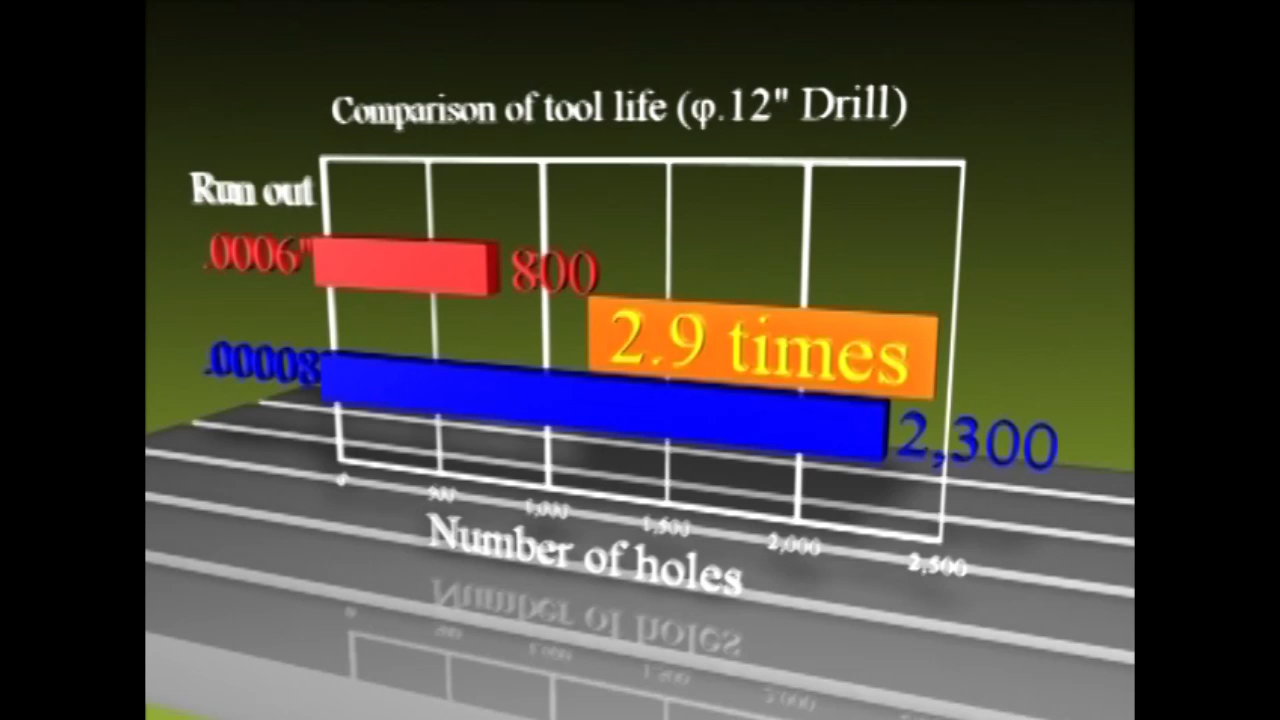 Comparison of tool life (φ.12" Drill)
Run out
.0006"
800
2.9 times
.00008
2,300
0
500
1,000
1,500
2,000
2,500
Number of holes